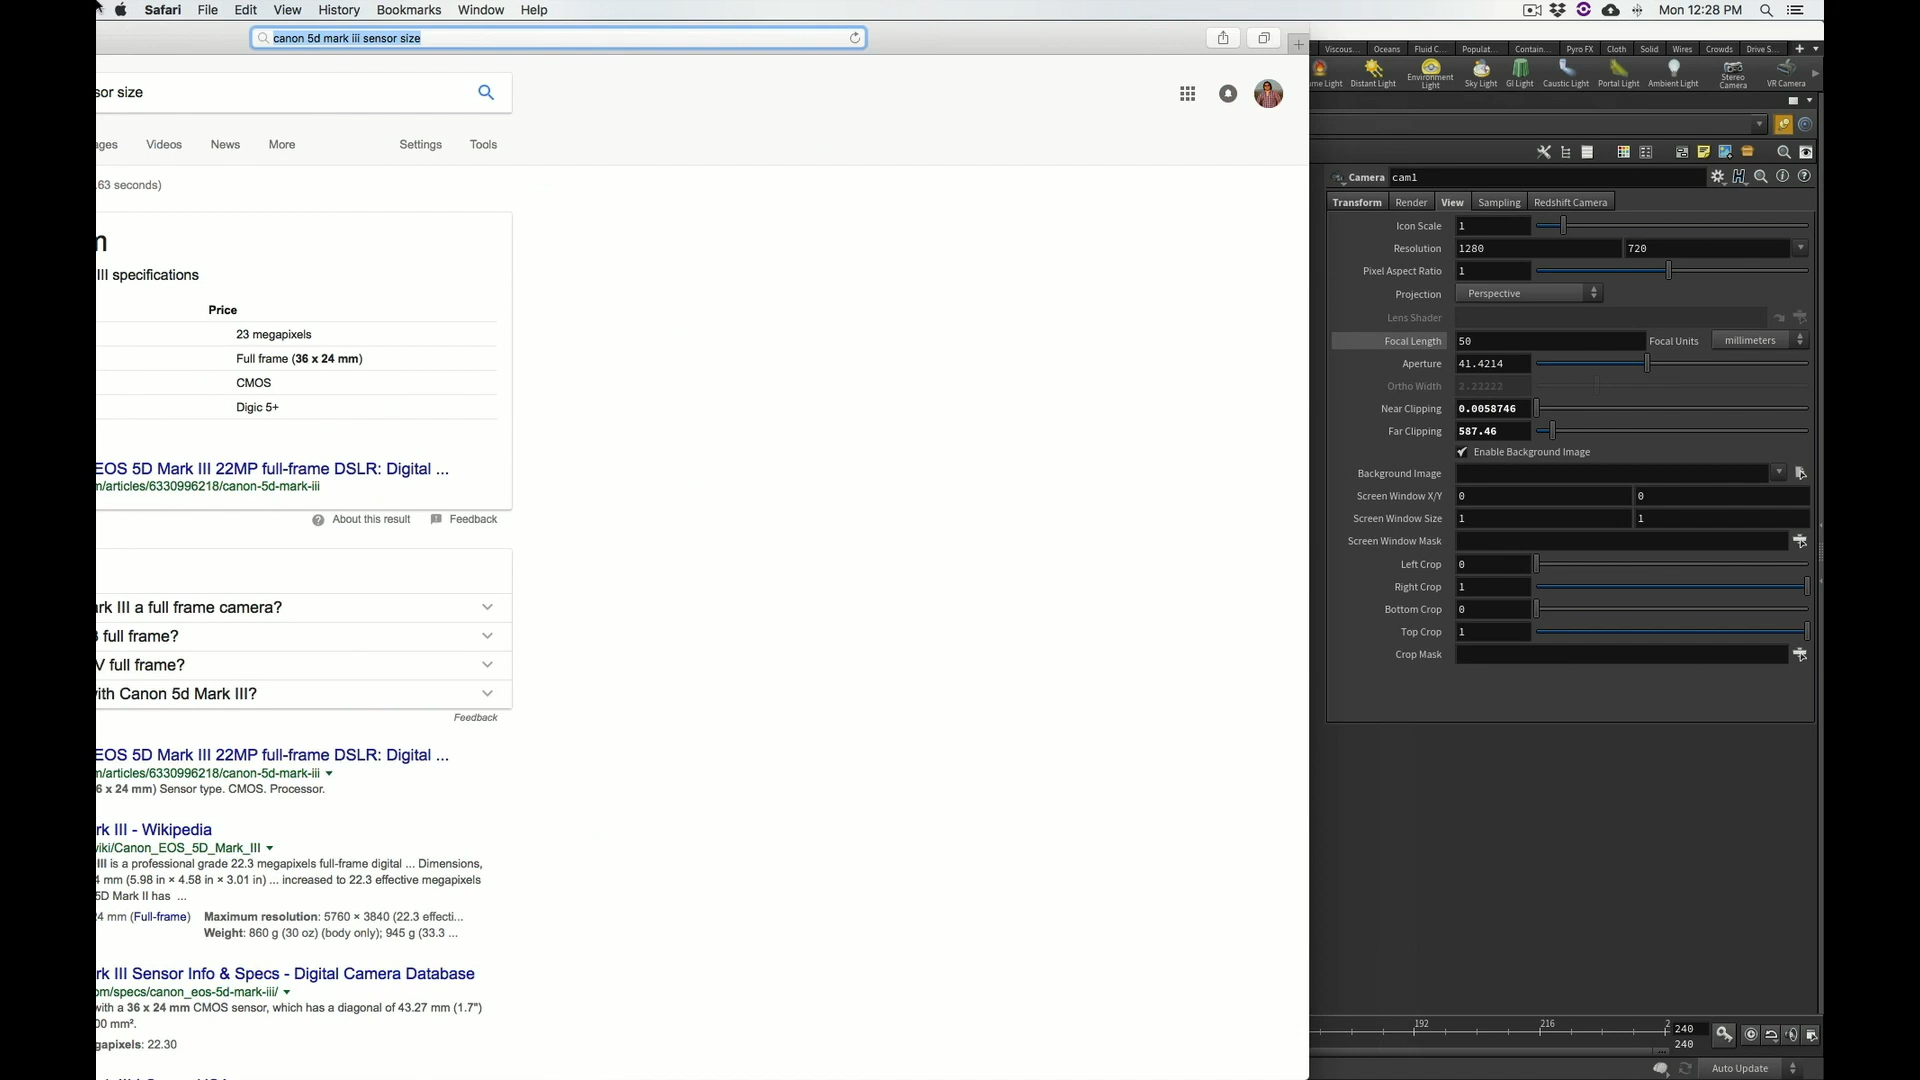 Safari File Edit View History Bookmarks Window Help
Mon 12:28 PM
canon 5d mark iii sensor size
sor size
ages Videos News More Settings Tools
.63 seconds)
III specifications
Price
23 megapixels
Full frame (36 x 24 mm)
CMOS
Digic 5+
EOS 5D Mark III 22MP full-frame DSLR: Digital ...
m/articles/6330996218/canon-5d-mark-iii
About this result Feedback
ark III a full frame camera?
full frame?
V full frame?
with Canon 5d Mark III?
Feedback
EOS 5D Mark III 22MP full-frame DSLR: Digital ...
m/articles/6330996218/canon-5d-mark-iii
6 x 24 mm) Sensor type. CMOS. Processor.
rk III - Wikipedia
wiki/Canon_EOS_5D_Mark_III
III is a professional grade 22.3 megapixels full-frame digital ... Dimensions,
4 mm (5.98 in × 4.58 in × 3.01 in) ... increased to 22.3 effective megapixels
5D Mark II has ...
24 mm (Full-frame) Maximum resolution: 5760 × 3840 (22.3 effecti...
Weight: 860 g (30 oz) (body only); 945 g (33.3 ...
rk III Sensor Info & Specs - Digital Camera Database
om/specs/canon_eos-5d-mark-iii/
with a 36 x 24 mm CMOS sensor, which has a diagonal of 43.27 mm (1.7")
00 mm².
gapixels: 22.30
Viscous... Oceans Fluid C... Populat... Contain... Pyro FX Cloth Solid Wires Crowds Drive S...
me Light Distant Light Environment Light Sky Light GI Light Caustic Light Portal Light Ambient Light Stereo Camera VR Camera
Camera cam1
Transform Render View Sampling Redshift Camera
Icon Scale 1
Resolution 1280 720
Pixel Aspect Ratio 1
Projection Perspective
Lens Shader
Focal Length 50 Focal Units millimeters
Aperture 41.4214
Ortho Width 2.22222
Near Clipping 0.0058746
Far Clipping 587.46
Enable Background Image
Background Image
Screen Window X/Y 0 0
Screen Window Size 1 1
Screen Window Mask
Left Crop 0
Right Crop 1
Bottom Crop 0
Top Crop 1
Crop Mask
192 216 2 240
240
Auto Update